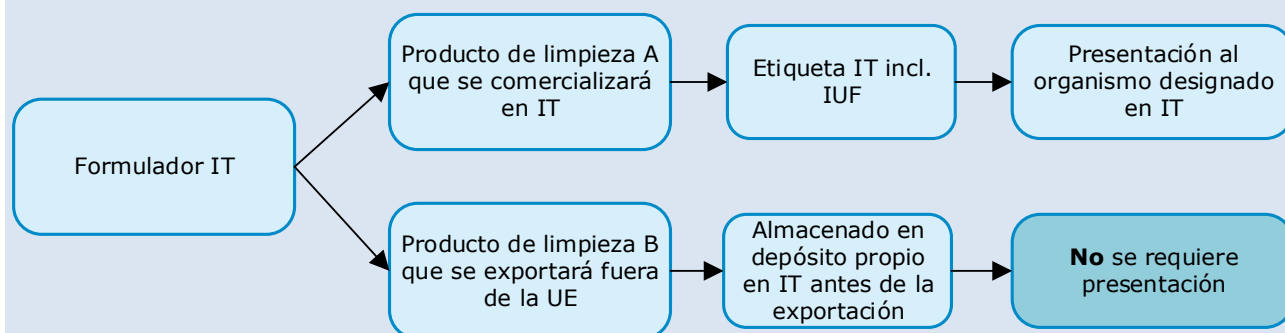 Formulador IT
Producto de limpieza A
que se comercializará
en IT
Etiqueta IT incl.
IUF
Presentación al
organismo designado
en IT
Producto de limpieza B
que se exportará fuera
de la UE
Almacenado en
depósito propio
en IT antes de la
exportación
No se requiere
presentación